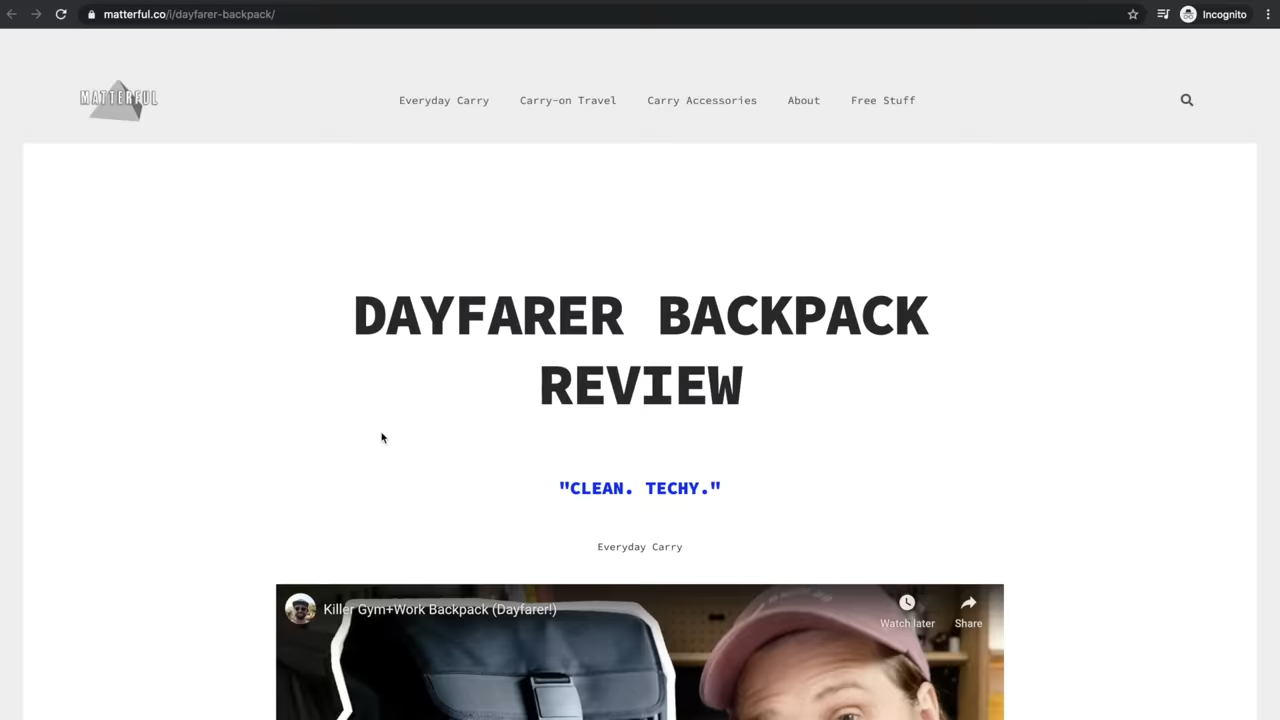 matterful.co/i/dayfarer-backpack/
Incognito
MATTERFUL
Everyday Carry
Carry-on Travel
Carry Accessories
About
Free Stuff
DAYFARER BACKPACK
REVIEW
"CLEAN. TECHY."
Everyday Carry
Killer Gym+Work Backpack (Dayfarer!)
Watch later
Share